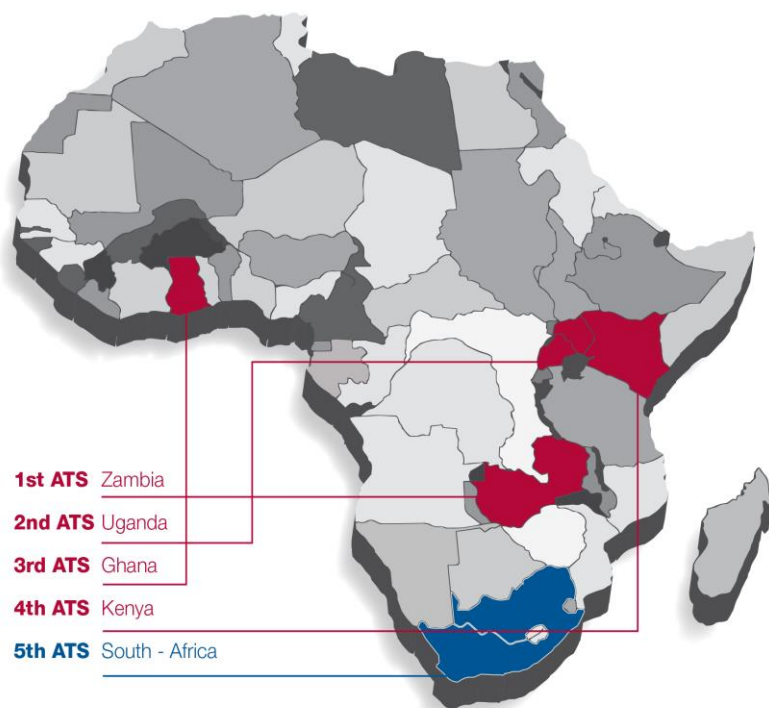 1st ATS Zambia
2nd ATS Uganda
3rd ATS Ghana
4th ATS Kenya
5th ATS South - Africa